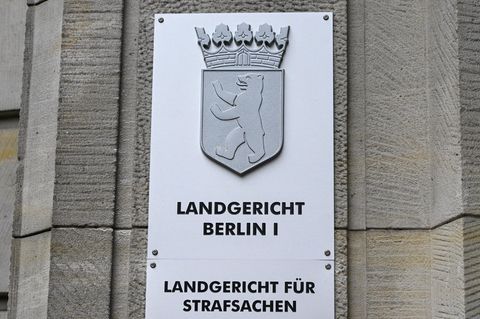 LANDGERICHT
BERLIN I
LANDGERICHT FÜR
STRAFSACHEN